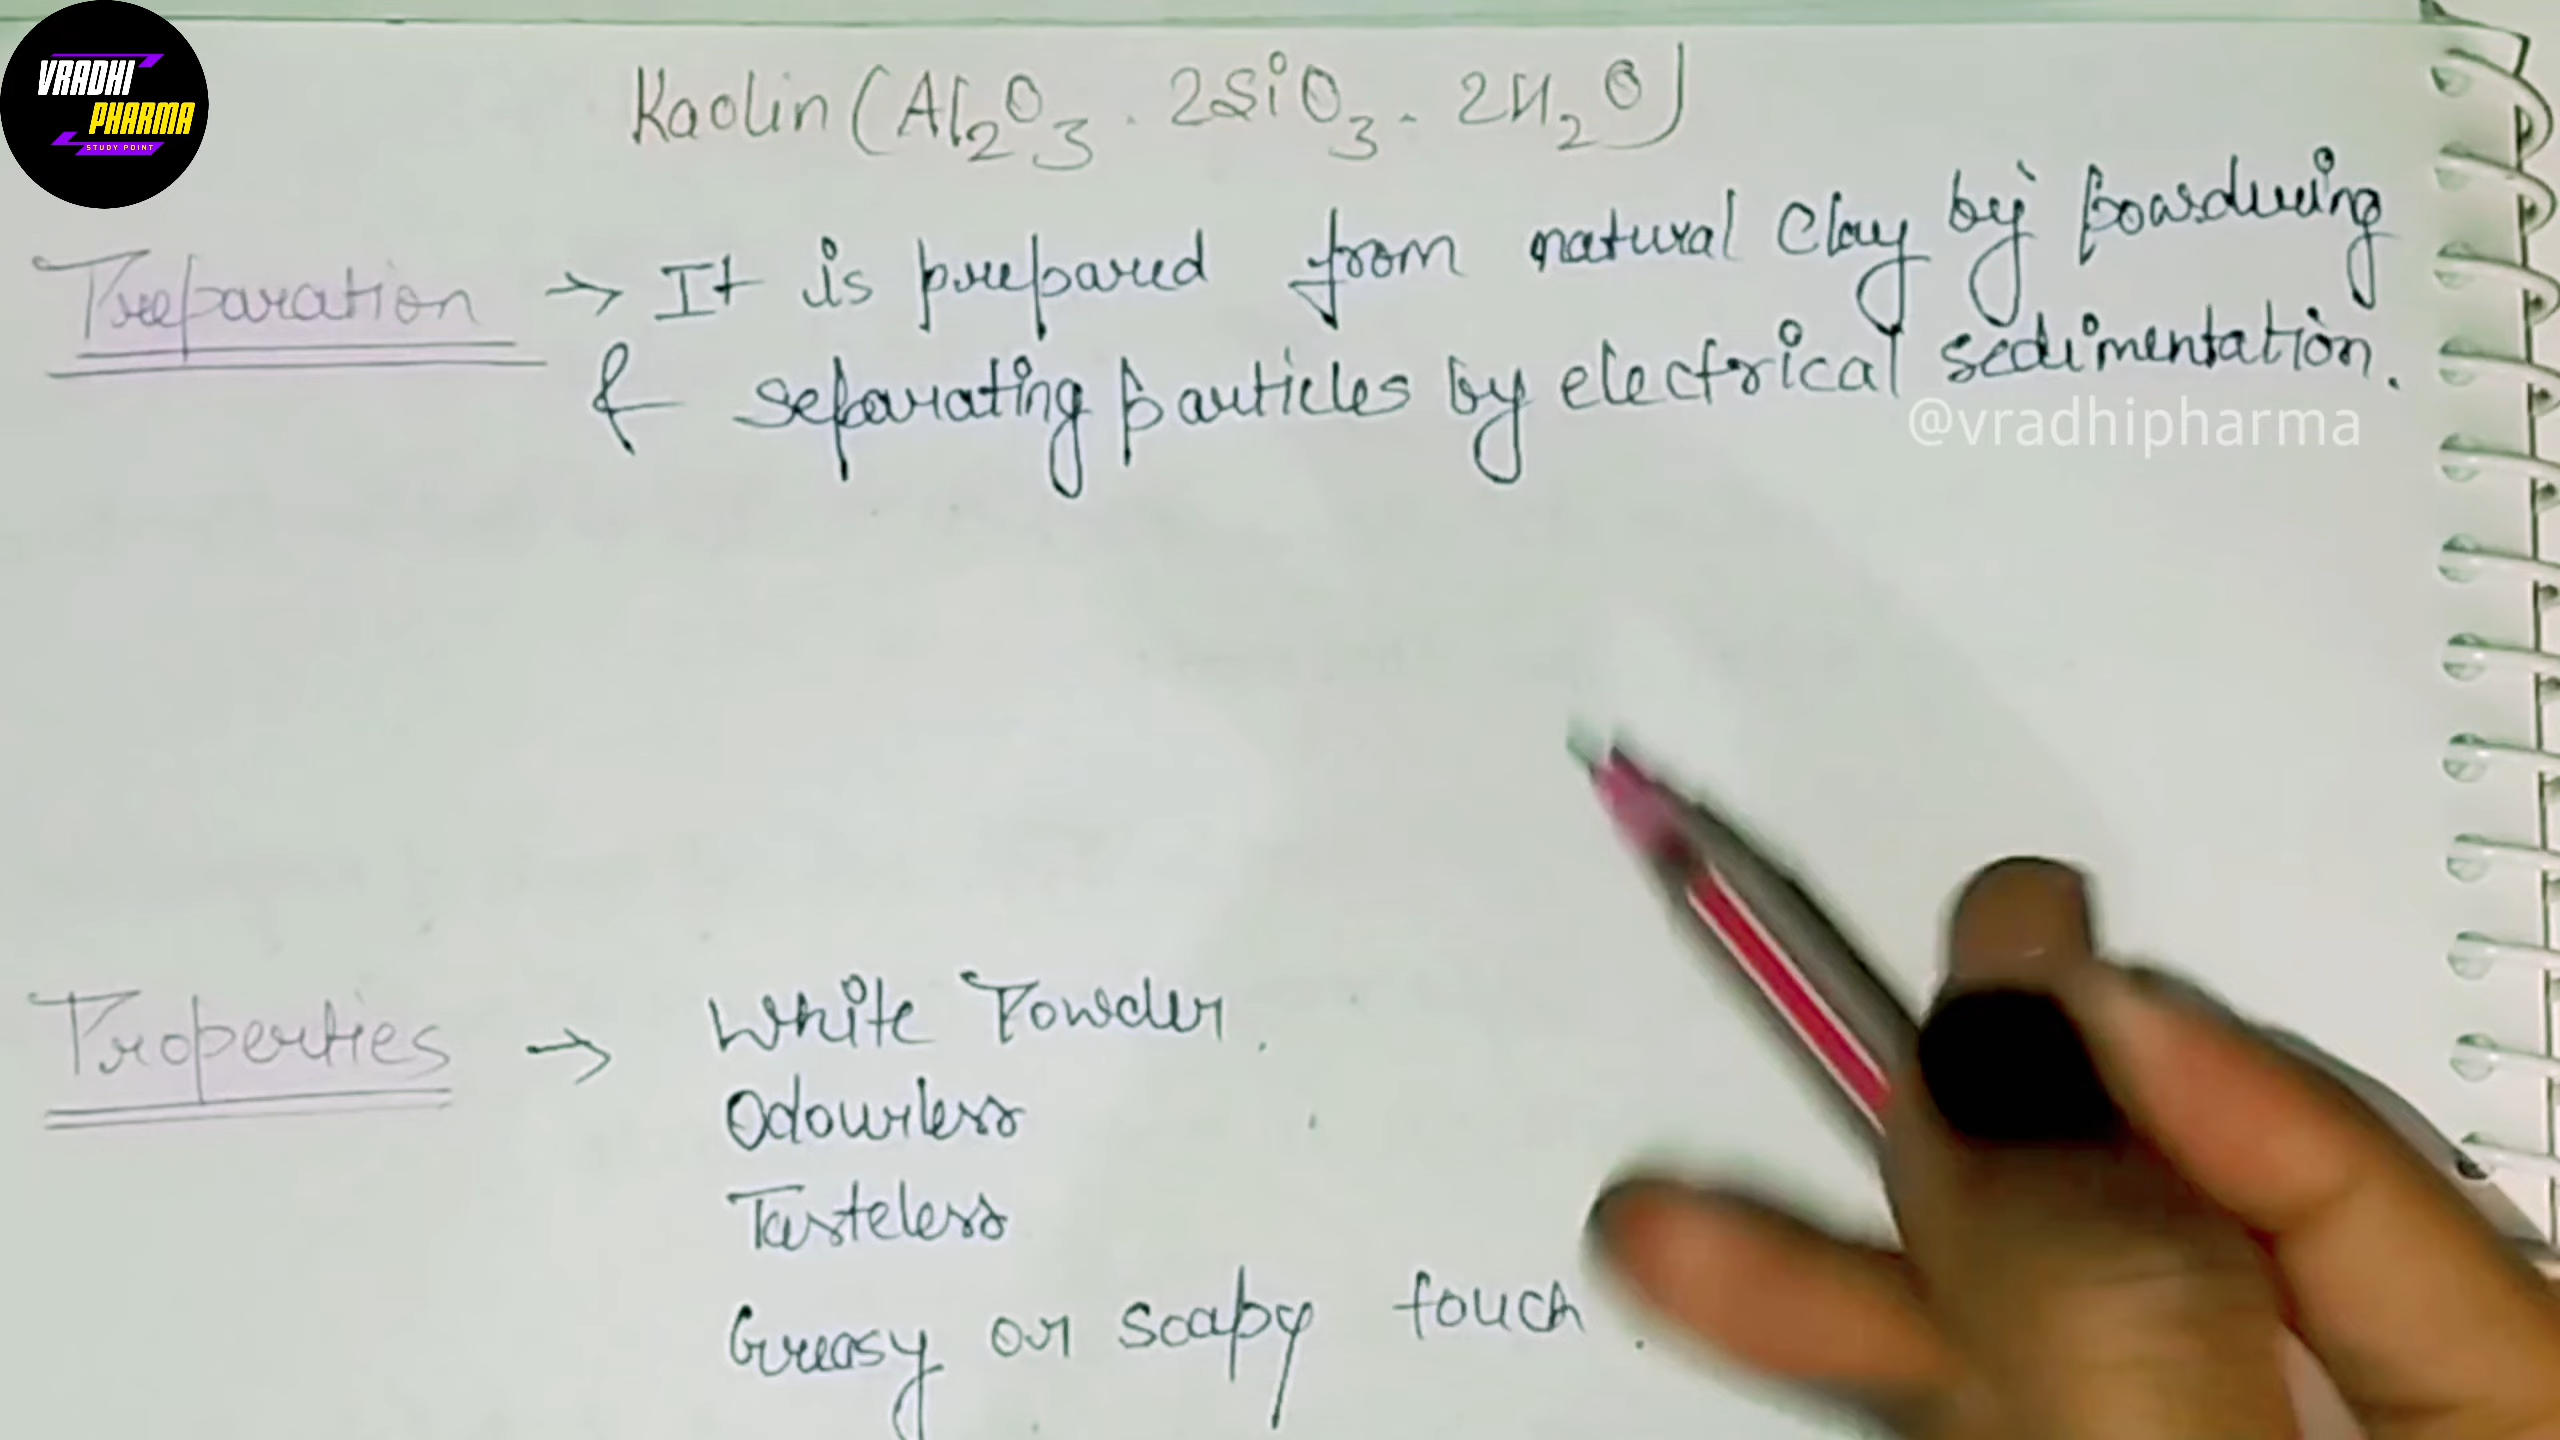 VRADHI
PHARMA
STUDY POINT
Kaolin (Al₂O₃ . 2SiO₃ . 2H₂O)
Preparation → It is prepared from natural clay by
& separating particles by electrical sedimentation.
@vradhipharma
Properties → White Powder.
Odourless
Tasteless
Greasy or soapy touch.